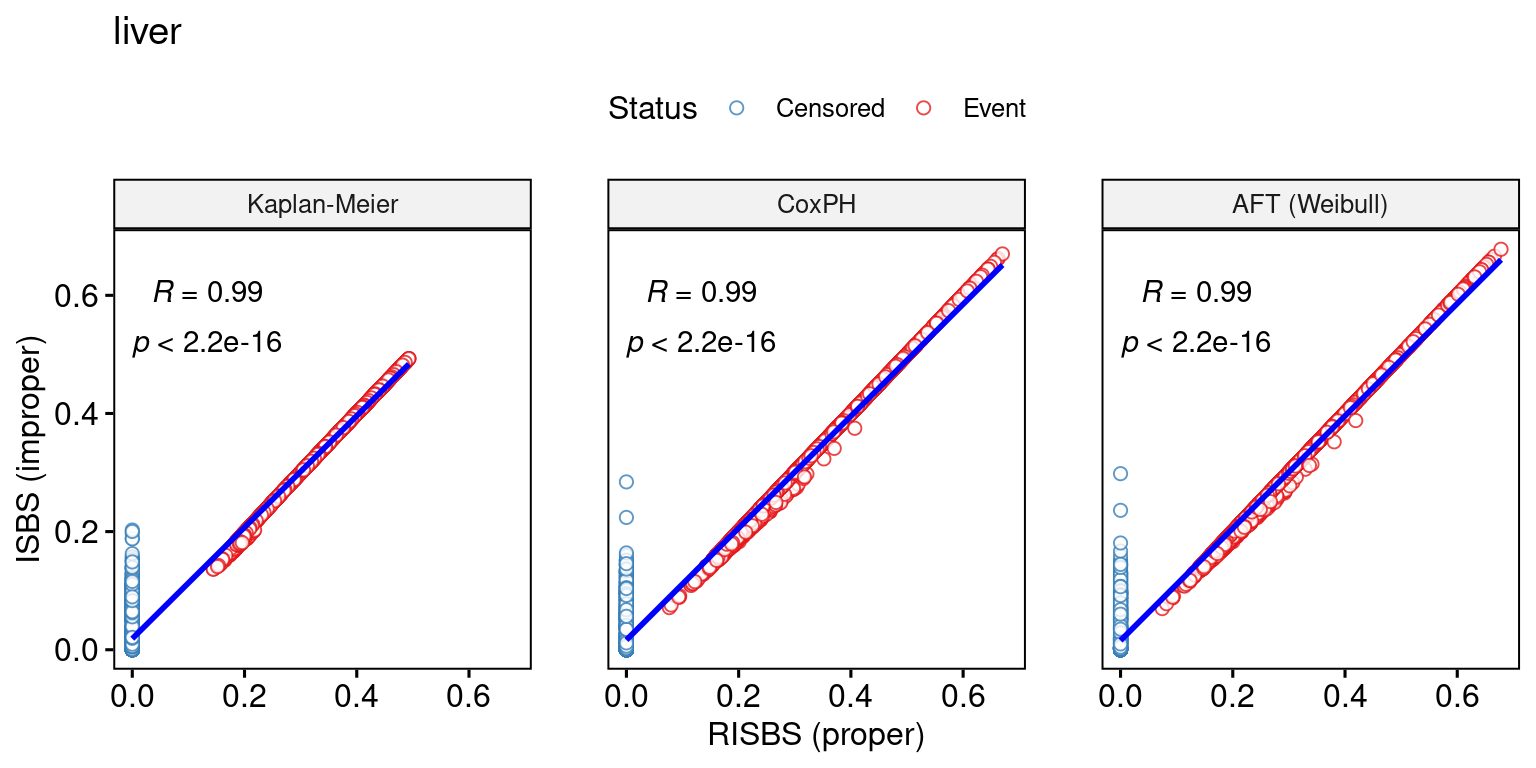 liver
Status Censored Event
Kaplan-Meier CoxPH AFT (Weibull)
ISBS (improper)
0.6
0.4
0.2
0.0
R = 0.99
p < 2.2e-16
R = 0.99
p < 2.2e-16
R = 0.99
p < 2.2e-16
0.0 0.2 0.4 0.6 0.0 0.2 0.4 0.6 0.0 0.2 0.4 0.6
RISBS (proper)